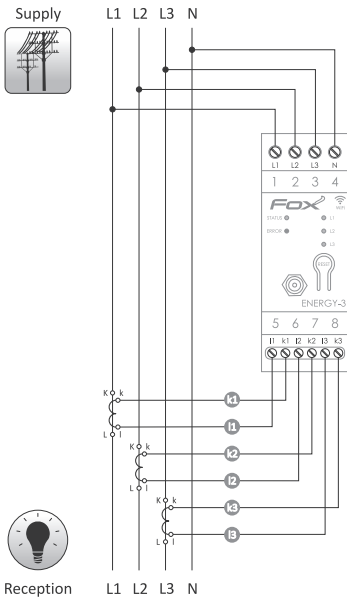 Supply L1 L2 L3 N
L1 L2 L3 N
1 2 3 4
Fox WiFi
STATUS L1
ERROR L2
L3
RESET
ENERGY-3
5 6 7 8
l1 k1 l2 k2 l3 k3
K k
k1
l1
L l
K k
k2
l2
L l
K k
k3
l3
L l
Reception L1 L2 L3 N